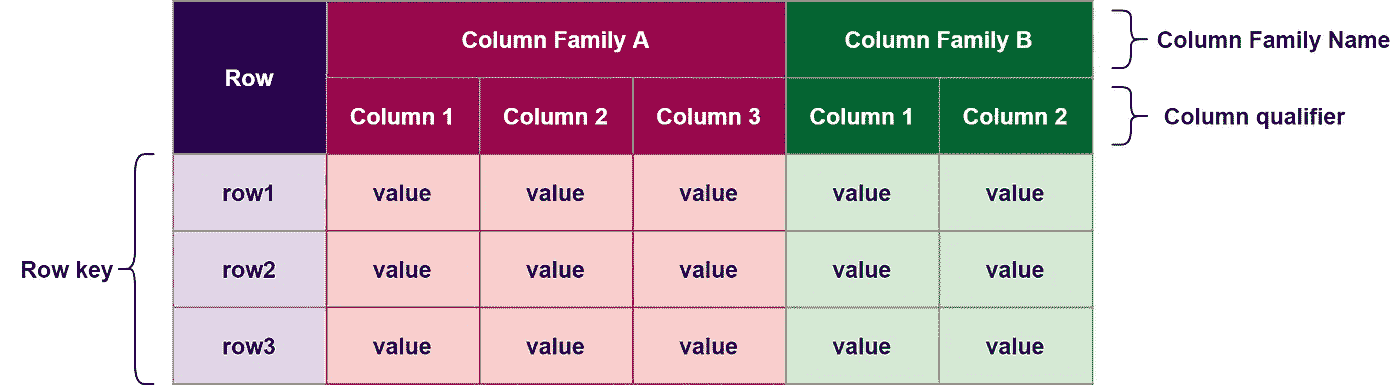 Column Family A
Column Family B
Column Family Name
Row
Column 1
Column 2
Column 3
Column 1
Column 2
Column qualifier
row1
value
value
value
value
value
Row key
row2
value
value
value
value
value
row3
value
value
value
value
value